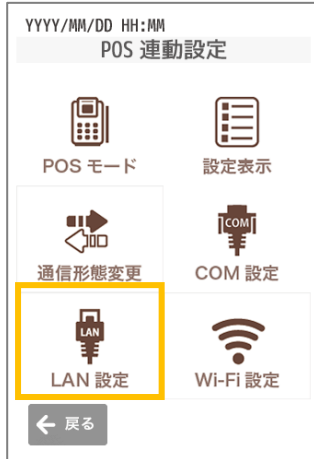 YYYY/MM/DD HH:MM
POS 連動設定
POS モード
設定表示
COM
通信形態変更
COM 設定
LAN
LAN 設定
Wi-Fi 設定
戻る